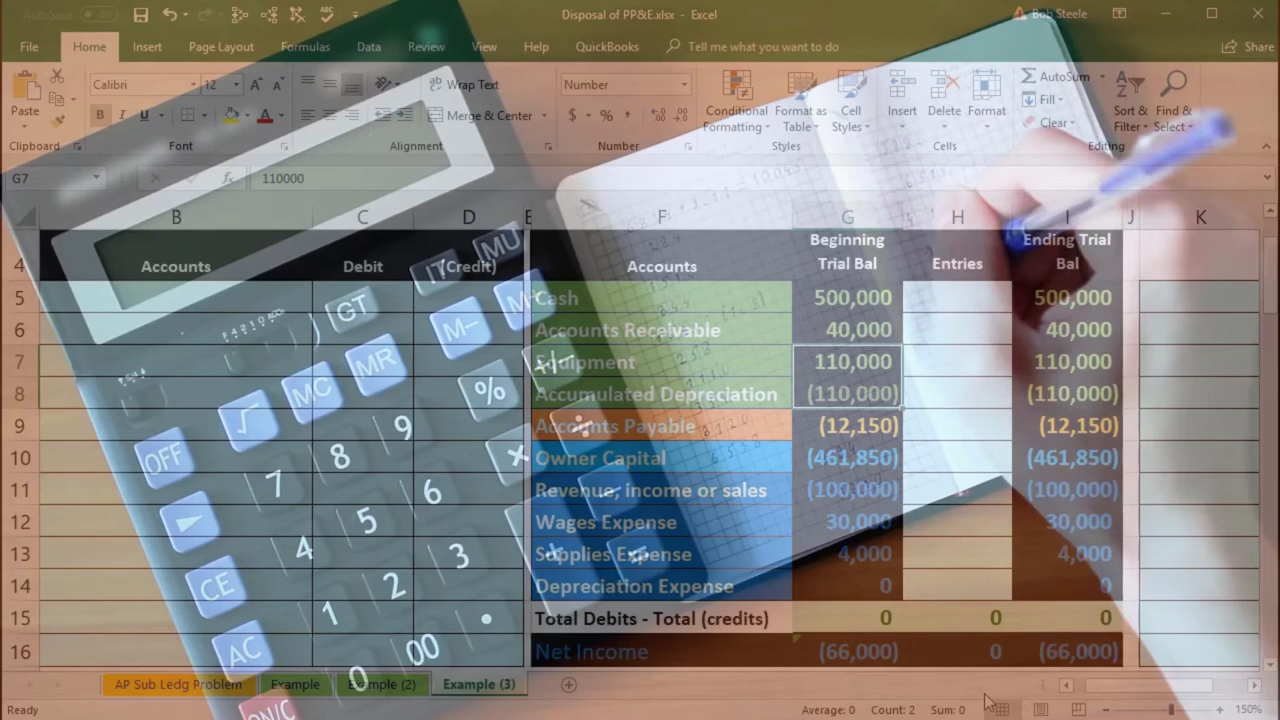 AutoSave Off Disposal of PP&E.xlsx - Excel Bob Steele
File Home Insert Page Layout Formulas Data Review View Help QuickBooks Tell me what you want to do Share
Calibri 12 Wrap Text Number AutoSum
Paste B I U Merge & Center $ % Conditional Formatting Format as Table Cell Styles Insert Delete Format Fill Clear Sort & Filter Find & Select
Clipboard Font Alignment Number Styles Cells Editing
G7 fx 110000
B C D E F G H I J K
4 Accounts Debit (Credit) Accounts Beginning Trial Bal Entries Ending Trial Bal
5 Cash 500,000 500,000
6 Accounts Receivable 40,000 40,000
7 Equipment 110,000 110,000
8 Accumulated Depreciation (110,000) (110,000)
9 Accounts Payable (12,150) (12,150)
10 Owner Capital (461,850) (461,850)
11 Revenue, income or sales (100,000) (100,000)
12 Wages Expense 30,000 30,000
13 Supplies Expense 4,000 4,000
14 Depreciation Expense 0 0
15 Total Debits - Total (credits) 0 0 0
16 Net Income (66,000) 0 (66,000)
AP Sub Ledg Problem Example Example (2) Example (3)
Ready Average: 0 Count: 2 Sum: 0 150%
MU
GT M-
√ MC MR +/- %
OFF 7 8 9 ÷ ×
4 5 6
CE 1 2 3
AC 0 00 .
ON/C